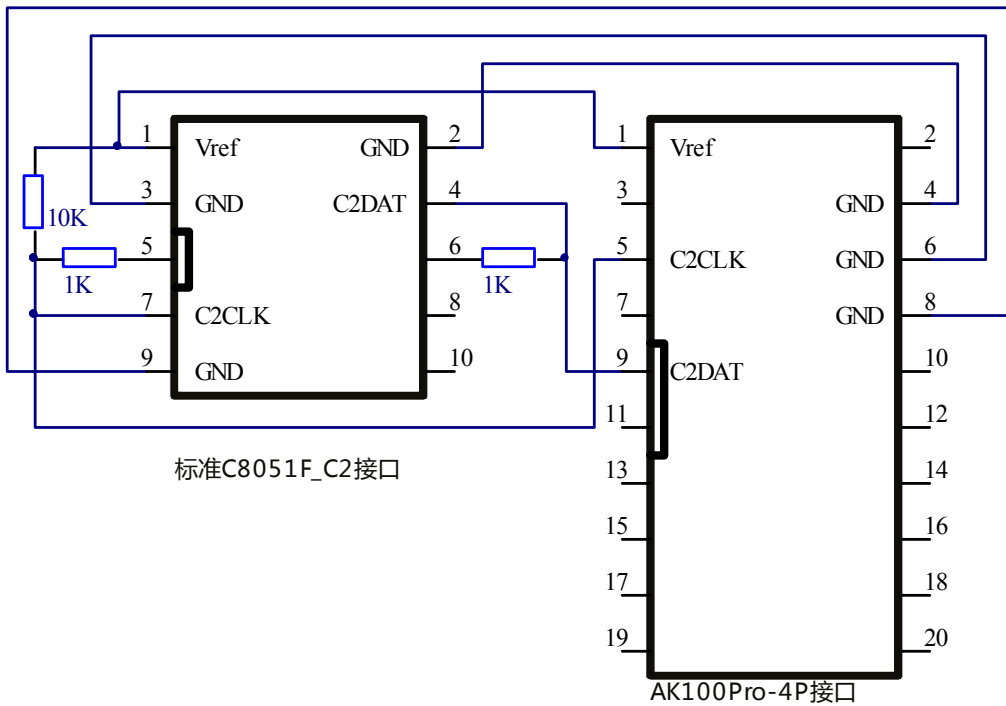 1 Vref GND 2 1 Vref 2
3 GND C2DAT 4 3 GND 4
10K
5 6 5 C2CLK GND 6
1K 1K
7 C2CLK 8 7 GND 8
9 GND 10 9 C2DAT 10
11 12
标准C8051F_C2接口
13 14
15 16
17 18
19 20
AK100Pro-4P接口